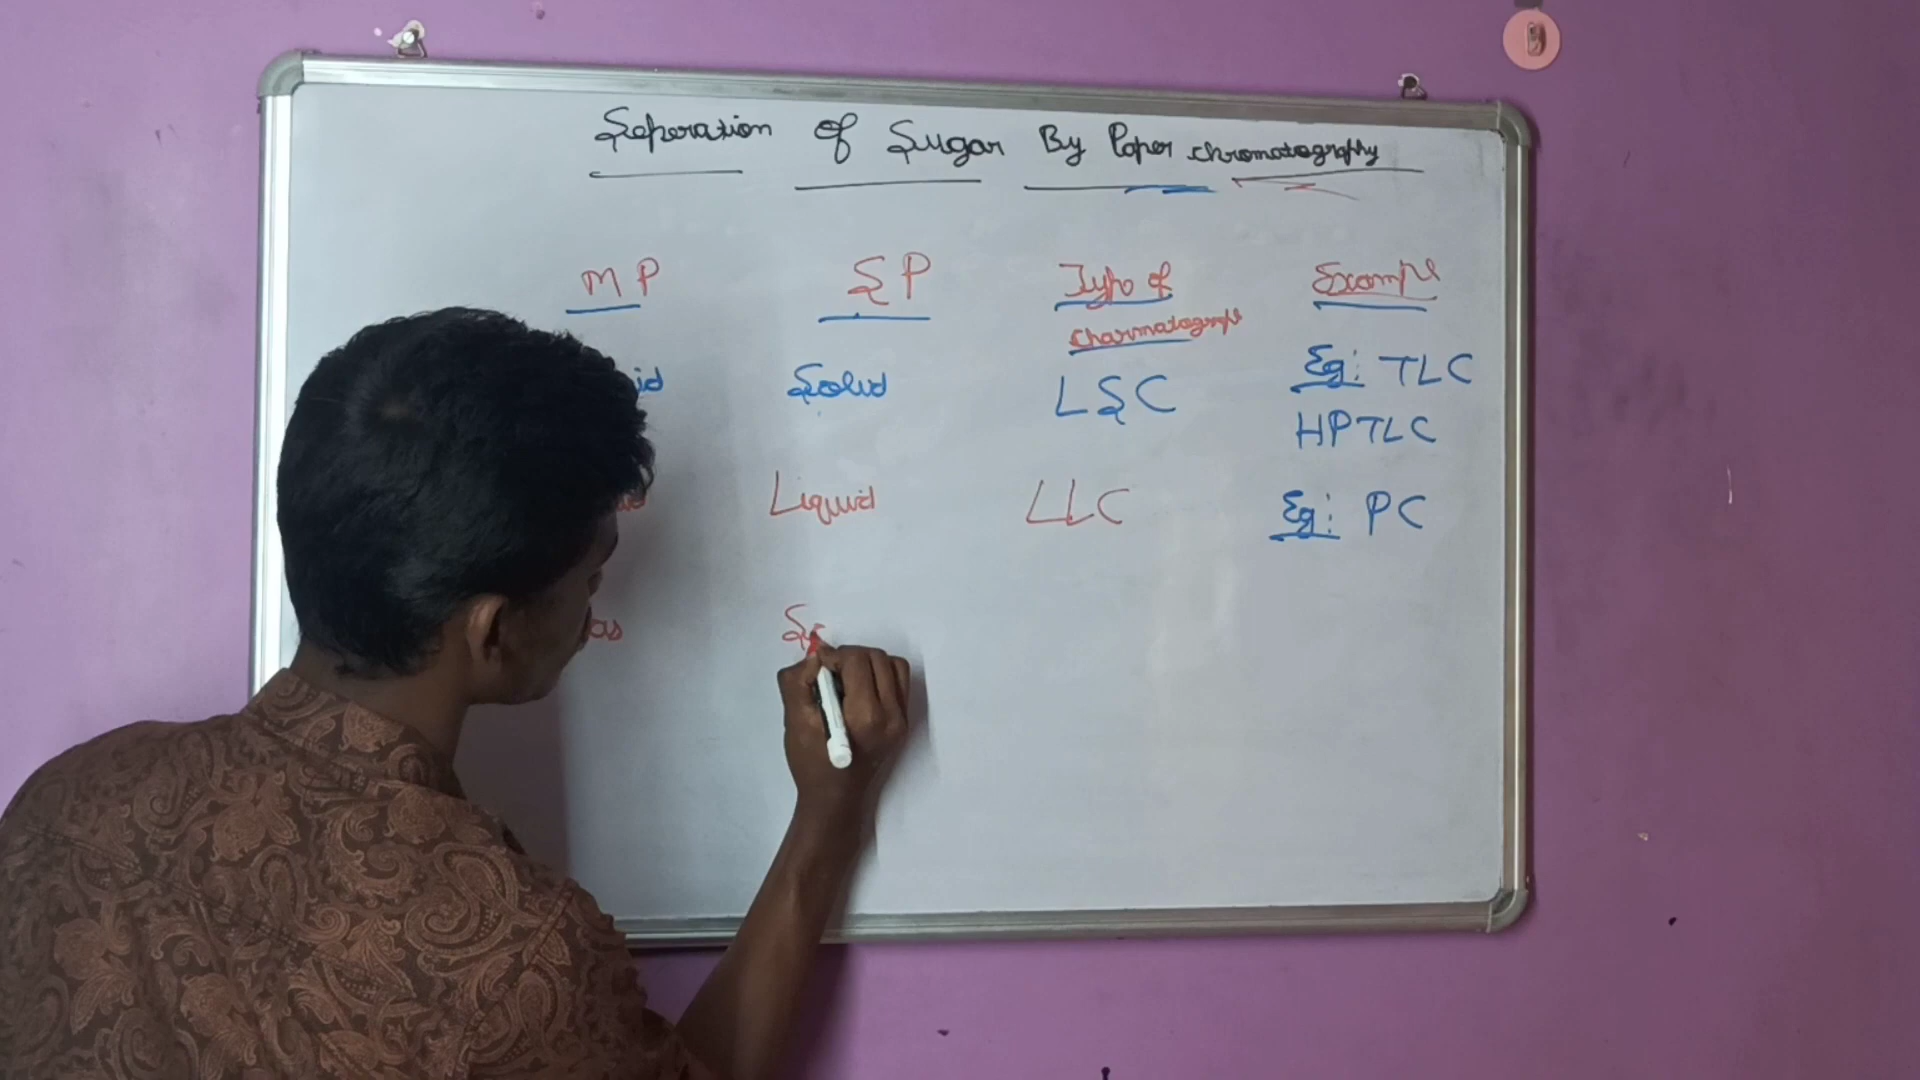 Seperation of Sugar By Paper chromatography
MP SP Type of Example
charmatograph
Solid LSC Eg: TLC
HPTLC
Liquid LLC Eg: PC